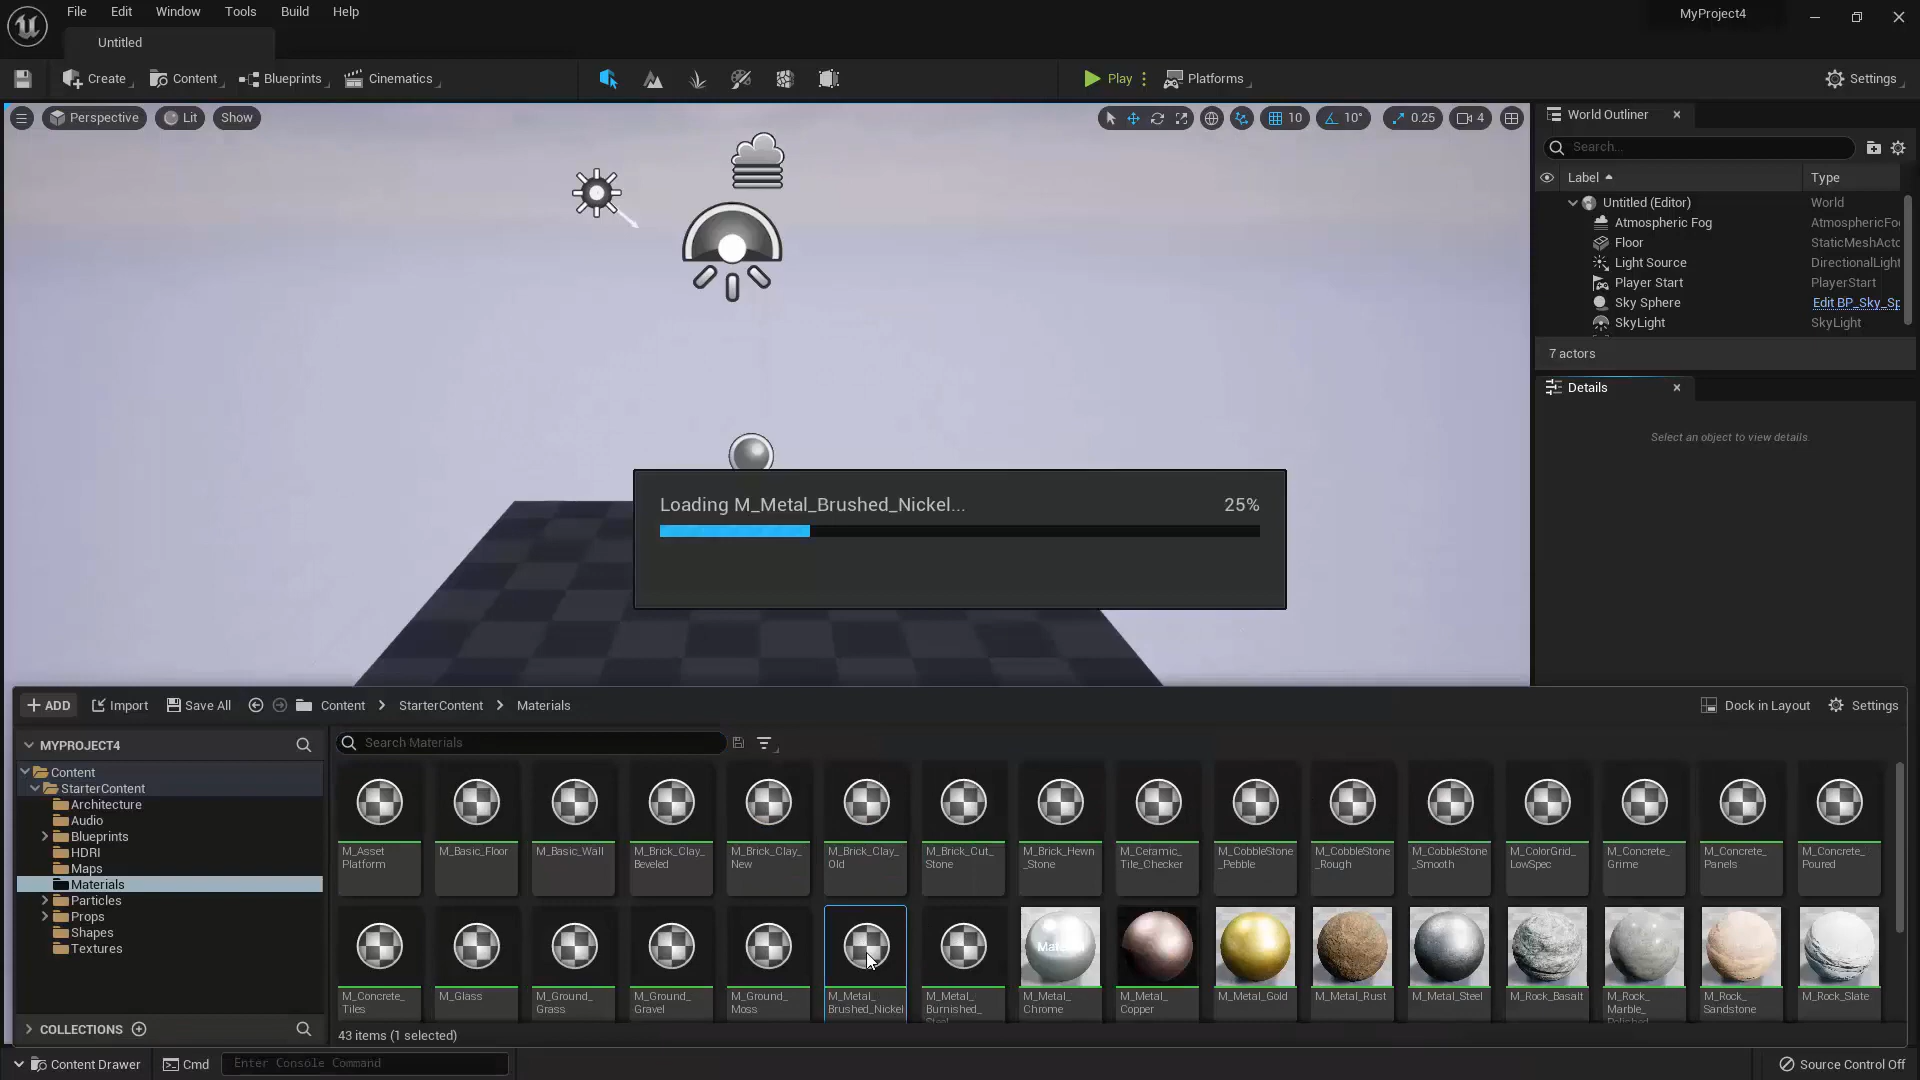 File Edit Window Tools Build Help
MyProject4
Untitled
Create
Content
Blueprints
Cinematics
Play
Platforms
Settings
Perspective
Lit
Show
10
10°
0.25
4
World Outliner
Search...
Label
Type
Untitled (Editor) World
Atmospheric Fog AtmosphericFo
Floor StaticMeshActo
Light Source DirectionalLight
Player Start PlayerStart
Sky Sphere Edit BP_Sky_Sp
SkyLight SkyLight
7 actors
Details
Select an object to view details.
Loading M_Metal_Brushed_Nickel... 25%
ADD
Import
Save All
Content
StarterContent
Materials
Dock in Layout
Settings
MYPROJECT4
Search Materials
Content
StarterContent
Architecture
Audio
Blueprints
HDRI
Maps
Materials
Particles
Props
Shapes
Textures
COLLECTIONS
M_Asset
Platform
M_Basic_Floor
M_Basic_Wall
M_Brick_Clay_
Beveled
M_Brick_Clay_
New
M_Brick_Clay_
Old
M_Brick_Cut_
Stone
M_Brick_Hewn
_Stone
M_Ceramic_
Tile_Checker
M_CobbleStone
_Pebble
M_CobbleStone
_Rough
M_CobbleStone
_Smooth
M_ColorGrid_
LowSpec
M_Concrete_
Grime
M_Concrete_
Panels
M_Concrete_
Poured
M_Concrete_
Tiles
M_Glass
M_Ground_
Grass
M_Ground_
Gravel
M_Ground_
Moss
M_Metal_
Brushed_Nickel
M_Metal_
Burnished_
Steel
M_Metal_
Chrome
M_Metal_
Copper
M_Metal_Gold
M_Metal_Rust
M_Metal_Steel
M_Rock_Basalt
M_Rock_
Marble_
Polished
M_Rock_
Sandstone
M_Rock_Slate
43 items (1 selected)
Content Drawer
Cmd
Enter Console Command
Source Control Off